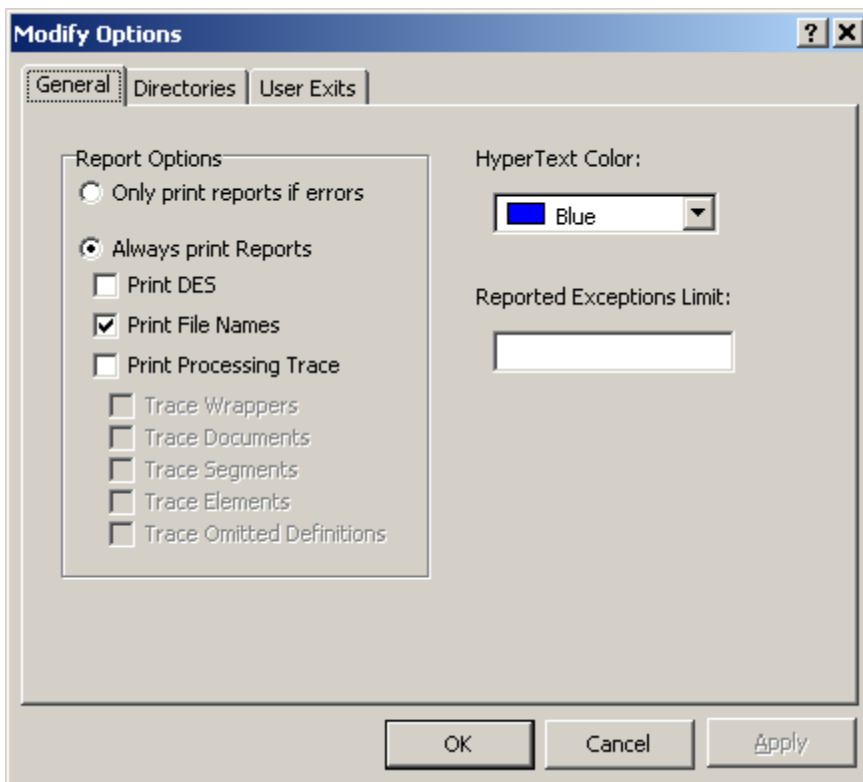 Modify Options
General
Directories
User Exits
Report Options
Only print reports if errors
Always print Reports
Print DES
Print File Names
Print Processing Trace
Trace Wrappers
Trace Documents
Trace Segments
Trace Elements
Trace Omitted Definitions
HyperText Color:
Blue
Reported Exceptions Limit:
OK
Cancel
Apply